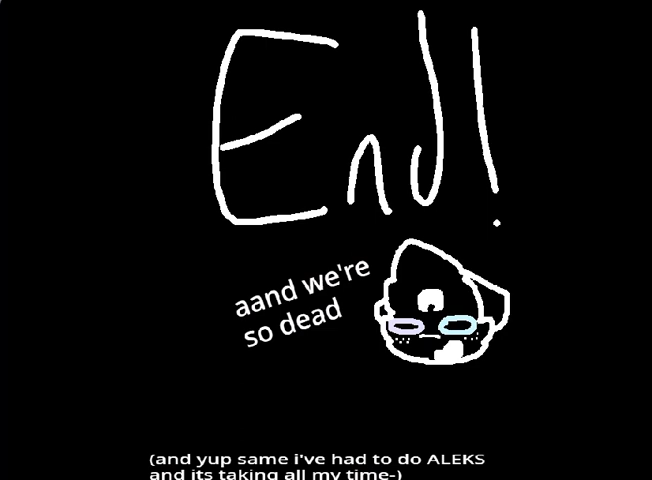 End!
aand we're
so dead
(and yup same i've had to do ALEKS
and its taking all my time-)